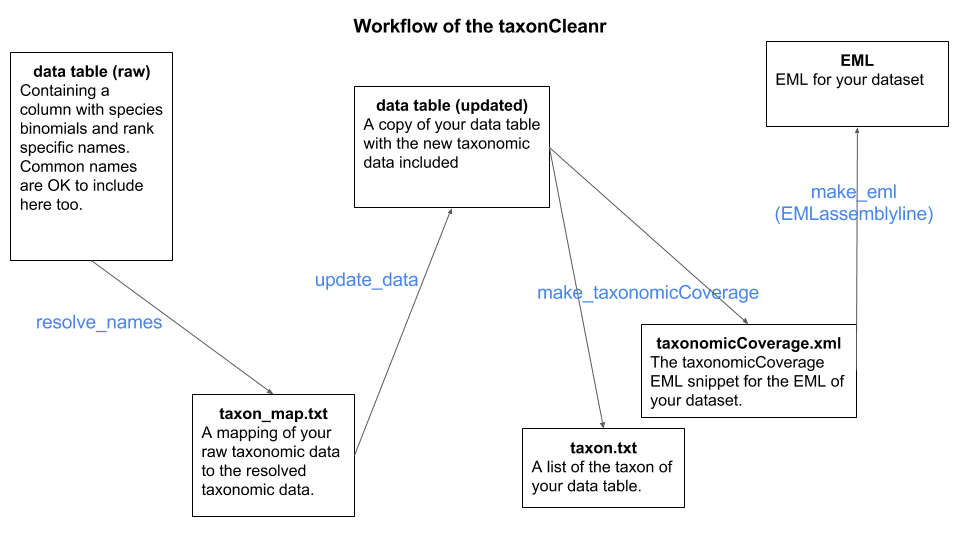 Workflow of the taxonCleanr
data table (raw)
Containing a
column with species
binomials and rank
specific names.
Common names
are OK to include
here too.
resolve_names
taxon_map.txt
A mapping of your
raw taxonomic data
to the resolved
taxonomic data.
update_data
data table (updated)
A copy of your data table
with the new taxonomic
data included
make_taxonomicCoverage
taxon.txt
A list of the taxon of
your data table.
taxonomicCoverage.xml
The taxonomicCoverage
EML snippet for the EML of
your dataset.
make_eml
(EMLassemblyline)
EML
EML for your dataset